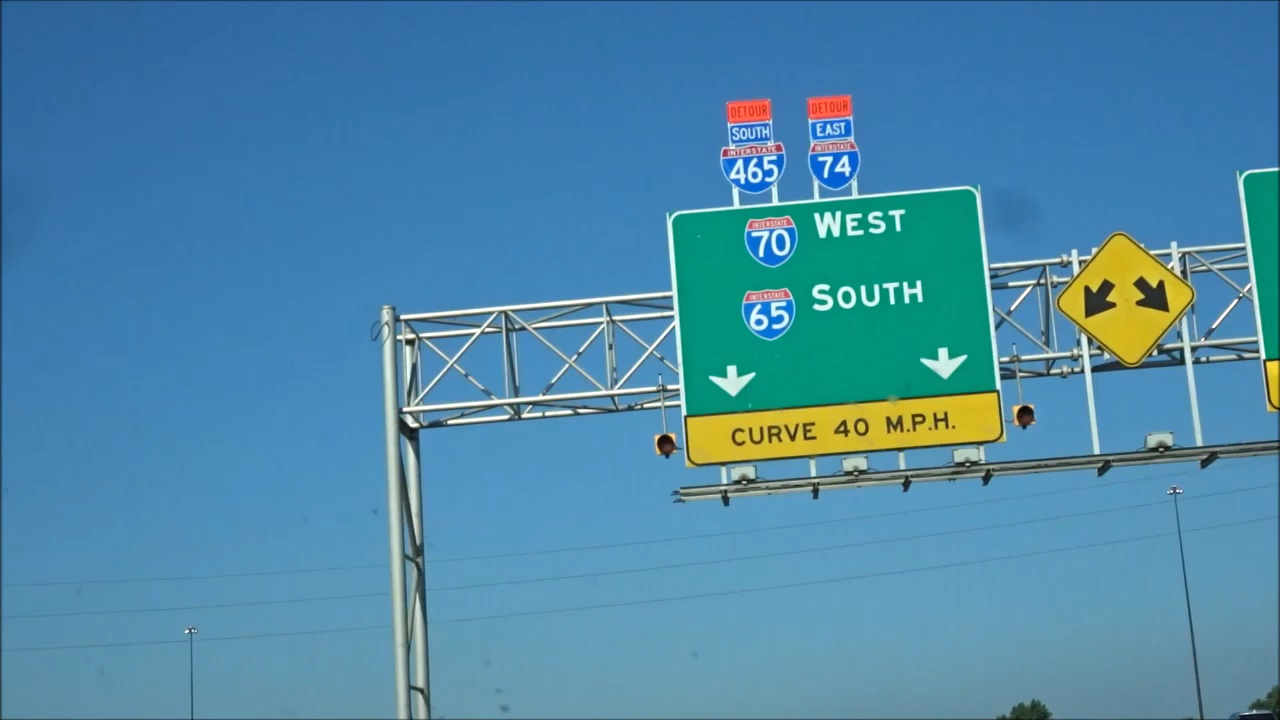 DETOUR DETOUR
SOUTH EAST
INTERSTATE INTERSTATE
465 74
INTERSTATE
70 WEST
INTERSTATE
65 SOUTH
CURVE 40 M.P.H.